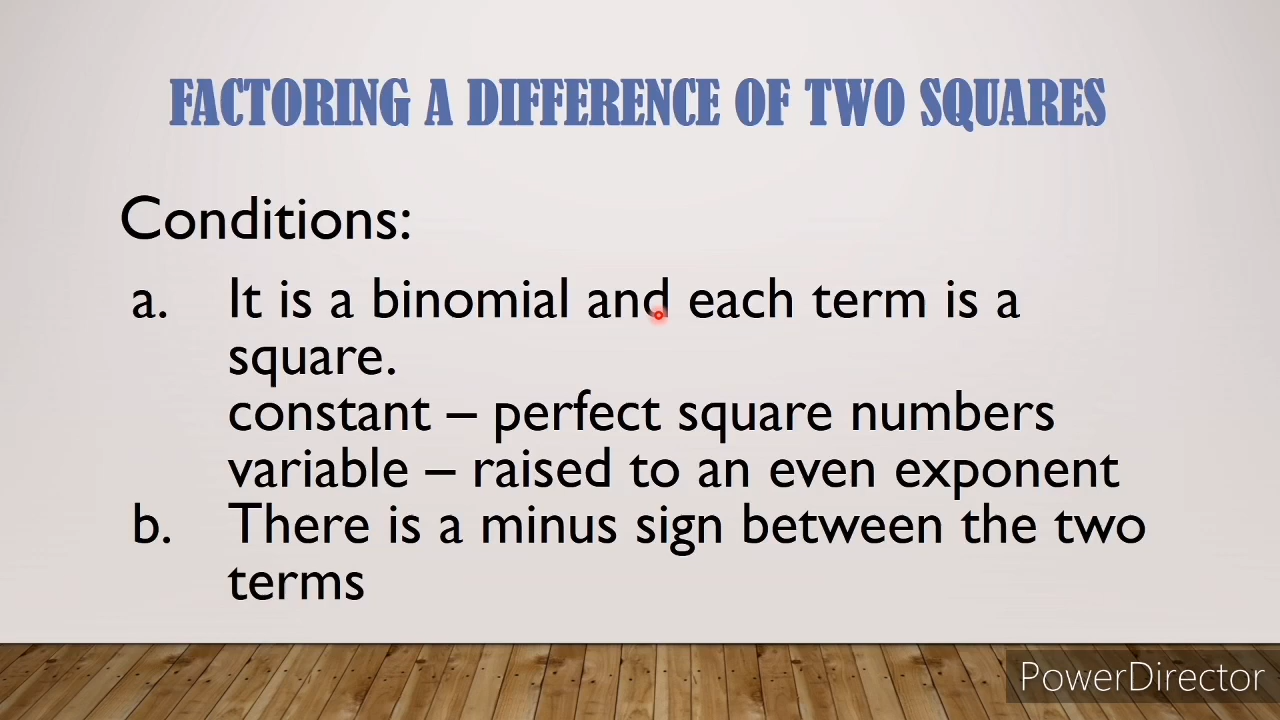 FACTORING A DIFFERENCE OF TWO SQUARES
Conditions:
a. It is a binomial and each term is a
square.
constant – perfect square numbers
variable – raised to an even exponent
b. There is a minus sign between the two
terms
PowerDirector